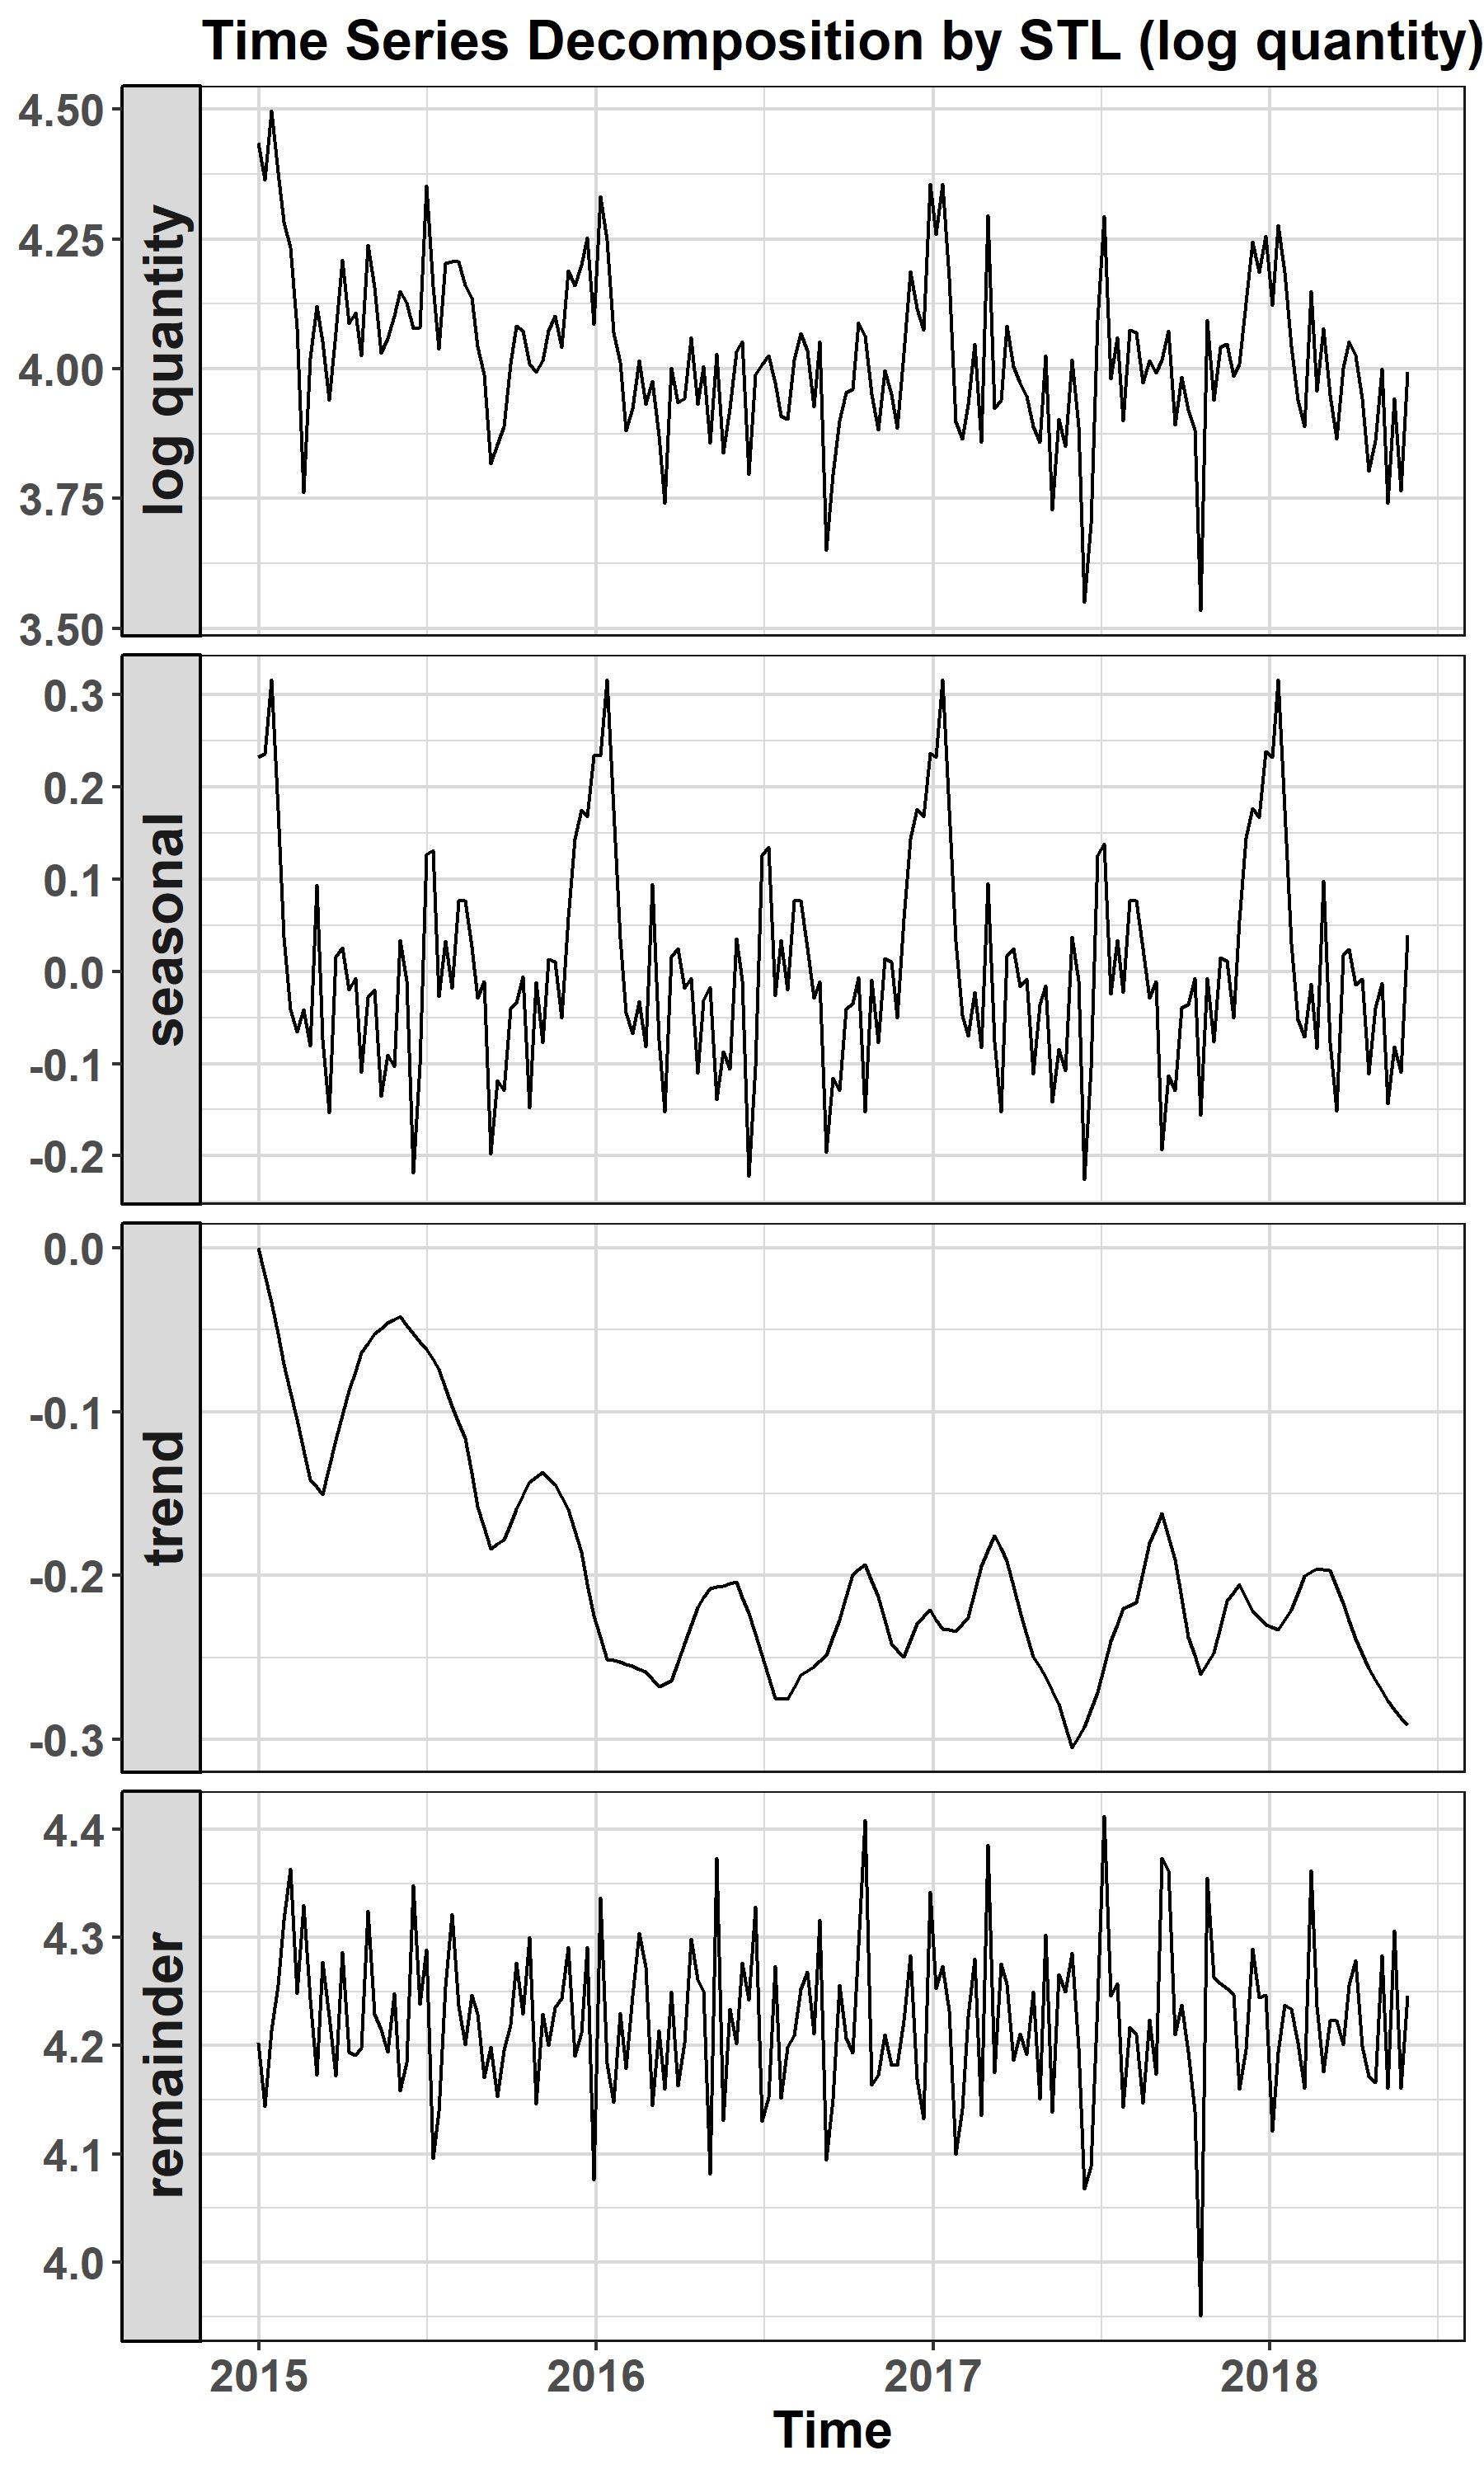 Time Series Decomposition by STL (log quantity)
4.50
4.25
4.00
3.75
3.50
log quantity
0.3
0.2
0.1
0.0
-0.1
-0.2
seasonal
0.0
-0.1
-0.2
-0.3
trend
4.4
4.3
4.2
4.1
4.0
remainder
2015 2016 2017 2018
Time